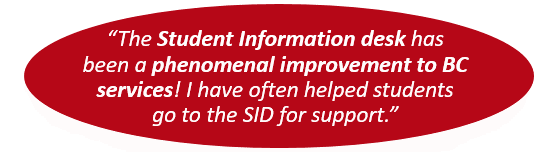 “The Student Information desk has
been a phenomenal improvement to BC
services! I have often helped students
go to the SID for support.”